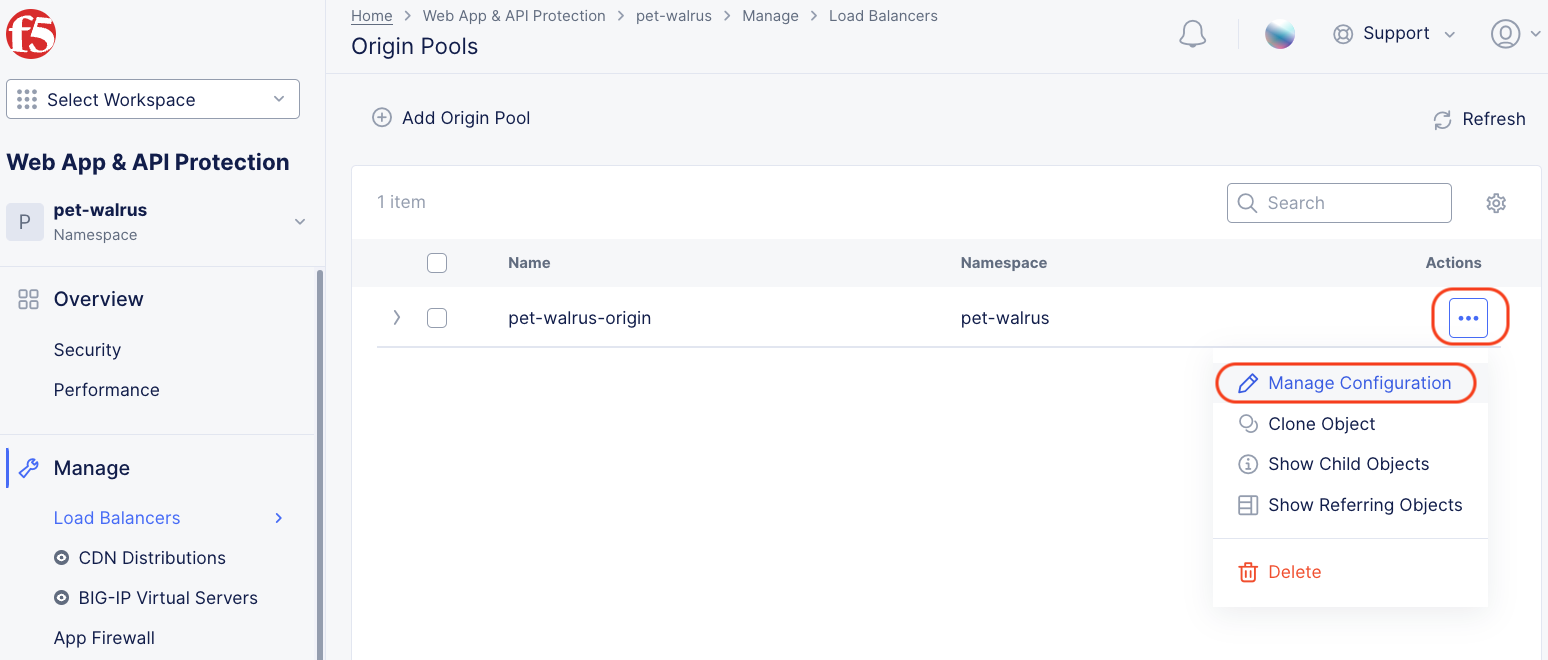 f5
Home > Web App & API Protection > pet-walrus > Manage > Load Balancers
Origin Pools
Support
Select Workspace
Web App & API Protection
P
pet-walrus
Namespace
Overview
Security
Performance
Manage
Load Balancers
CDN Distributions
BIG-IP Virtual Servers
App Firewall
Add Origin Pool
Refresh
1 item
Search
Name Namespace Actions
pet-walrus-origin pet-walrus
Manage Configuration
Clone Object
Show Child Objects
Show Referring Objects
Delete